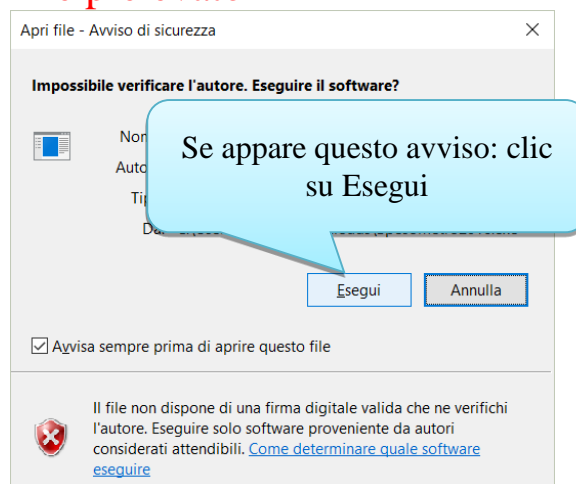 Apri file - Avviso di sicurezza
Impossibile verificare l'autore. Eseguire il software?
Se appare questo avviso: clic
su Esegui
Esegui
Annulla
Avvisa sempre prima di aprire questo file
Il file non dispone di una firma digitale valida che ne verifichi
l'autore. Eseguire solo software proveniente da autori
considerati attendibili. Come determinare quale software
eseguire